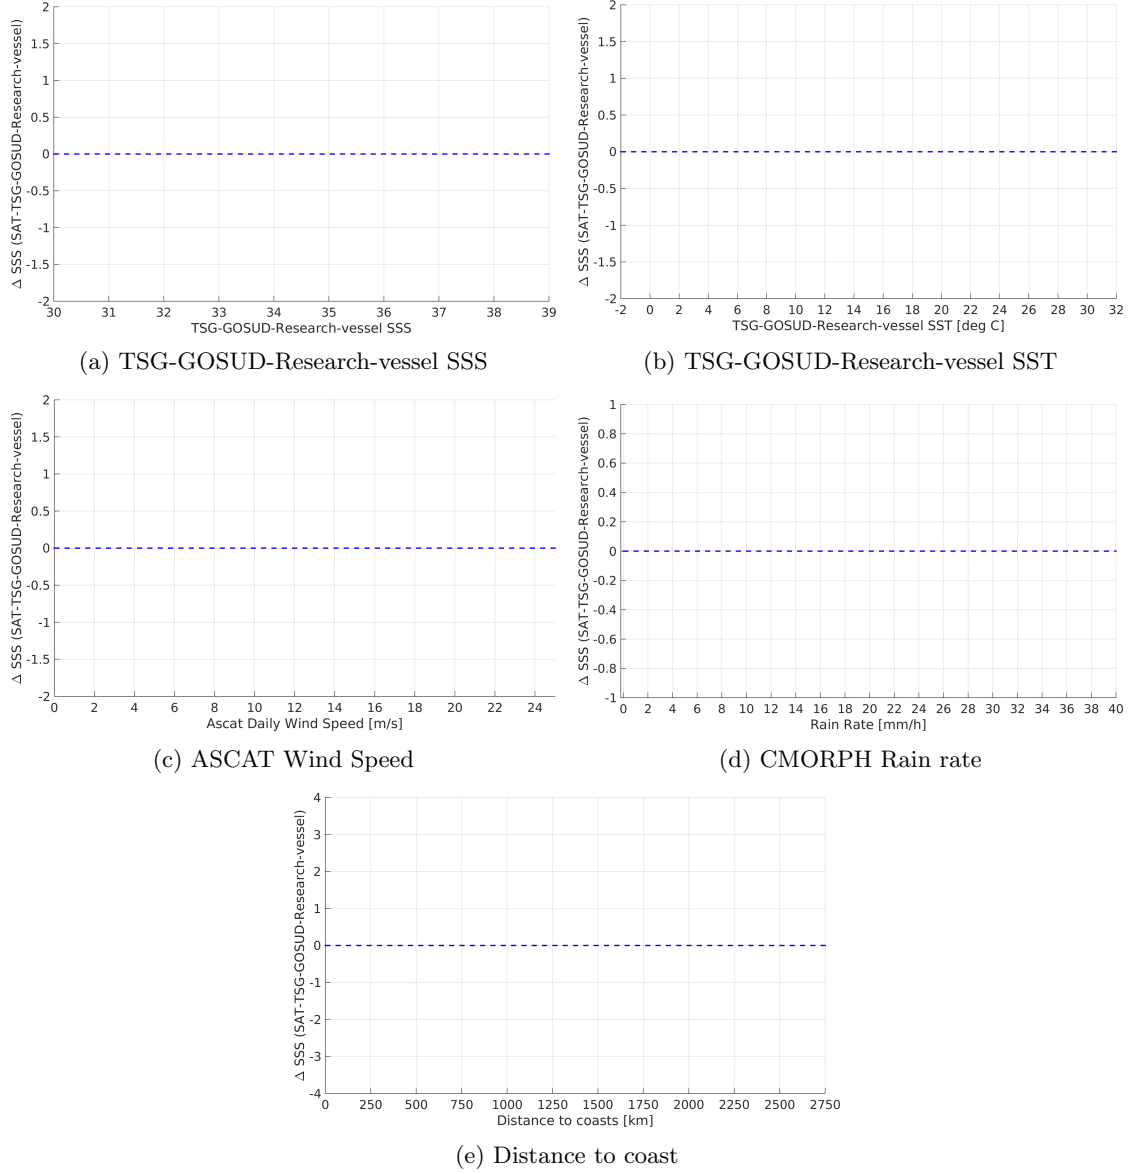 Δ SSS (SAT-TSG-GOSUD-Research-vessel)
2
1.5
1
0.5
0
-0.5
-1
-1.5
-2
30 31 32 33 34 35 36 37 38 39
TSG-GOSUD-Research-vessel SSS
(a) TSG-GOSUD-Research-vessel SSS
Δ SSS (SAT-TSG-GOSUD-Research-vessel)
2
1.5
1
0.5
0
-0.5
-1
-1.5
-2
-2 0 2 4 6 8 10 12 14 16 18 20 22 24 26 28 30 32
TSG-GOSUD-Research-vessel SST [deg C]
(b) TSG-GOSUD-Research-vessel SST
Δ SSS (SAT-TSG-GOSUD-Research-vessel)
2
1.5
1
0.5
0
-0.5
-1
-1.5
-2
0 2 4 6 8 10 12 14 16 18 20 22 24
Ascat Daily Wind Speed [m/s]
(c) ASCAT Wind Speed
Δ SSS (SAT-TSG-GOSUD-Research-vessel)
1
0.8
0.6
0.4
0.2
0
-0.2
-0.4
-0.6
-0.8
-1
0 2 4 6 8 10 12 14 16 18 20 22 24 26 28 30 32 34 36 38 40
Rain Rate [mm/h]
(d) CMORPH Rain rate
Δ SSS (SAT-TSG-GOSUD-Research-vessel)
4
3
2
1
0
-1
-2
-3
-4
0 250 500 750 1000 1250 1500 1750 2000 2250 2500 2750
Distance to coasts [km]
(e) Distance to coast